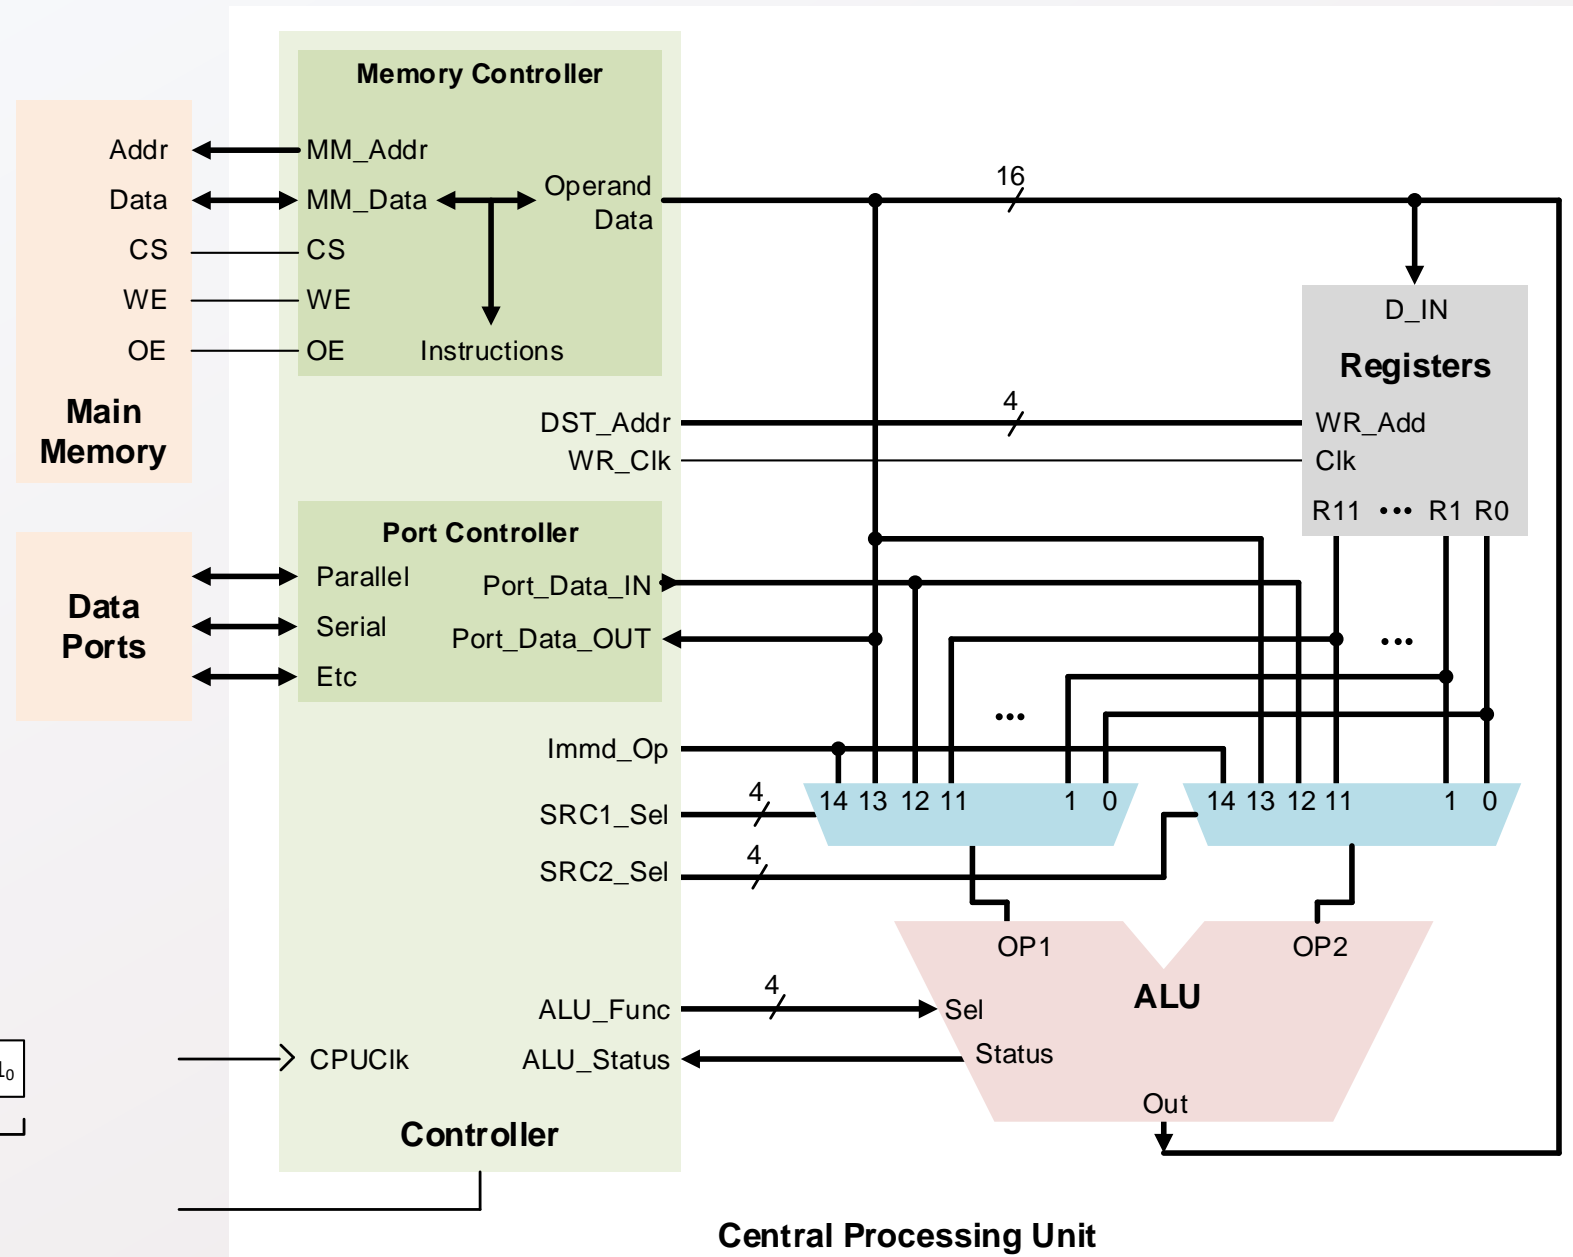 Memory Controller
Addr
MM_Addr
Data
MM_Data
Operand
Data
CS
CS
WE
WE
OE
OE
Instructions
Main
Memory
16
D_IN
Registers
DST_Addr
4
WR_Add
WR_Clk
Clk
R11 ••• R1 R0
Port Controller
Data
Ports
Parallel
Port_Data_IN
Serial
Port_Data_OUT
Etc
•••
•••
Immd_Op
SRC1_Sel
4
14 13 12 11 1 0
14 13 12 11 1 0
SRC2_Sel
4
OP1
OP2
ALU
ALU_Func
4
Sel
CPUClk
ALU_Status
Status
Out
Controller
Central Processing Unit